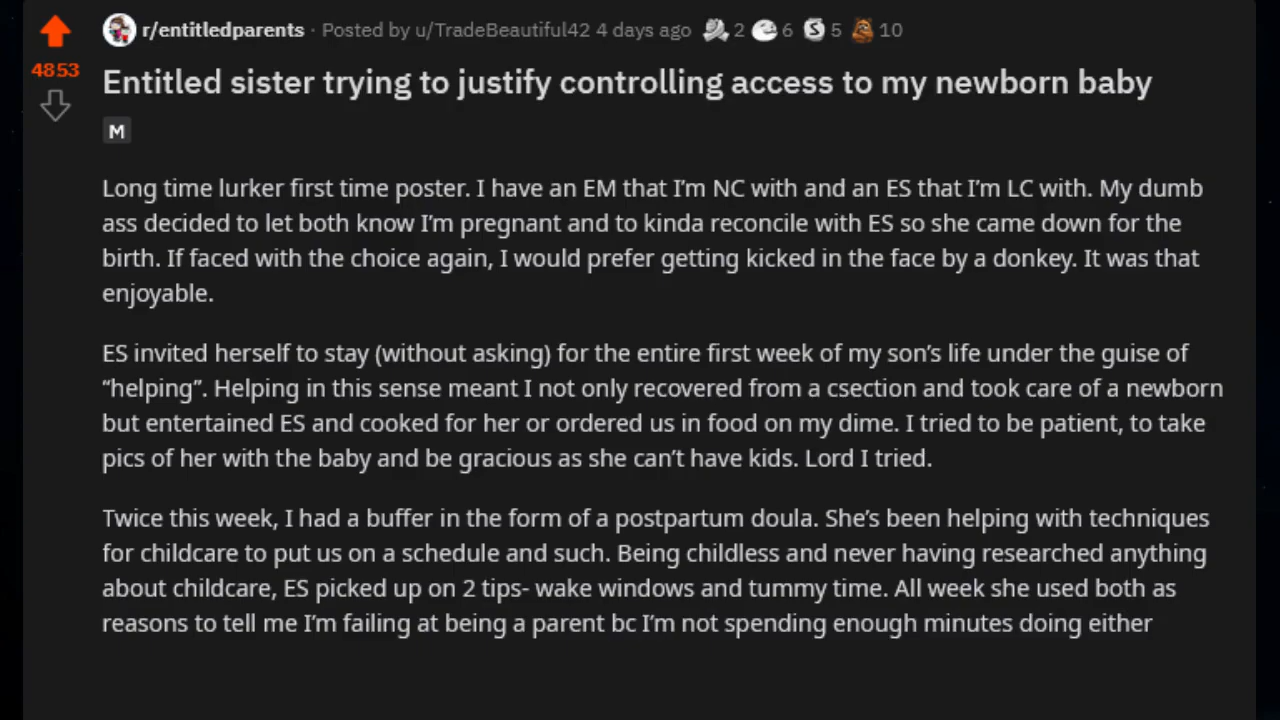 r/entitledparents · Posted by u/TradeBeautiful42 4 days ago 2 6 5 10
4853
Entitled sister trying to justify controlling access to my newborn baby
M
Long time lurker first time poster. I have an EM that I’m NC with and an ES that I’m LC with. My dumb
ass decided to let both know I’m pregnant and to kinda reconcile with ES so she came down for the
birth. If faced with the choice again, I would prefer getting kicked in the face by a donkey. It was that
enjoyable.
ES invited herself to stay (without asking) for the entire first week of my son’s life under the guise of
“helping”. Helping in this sense meant I not only recovered from a csection and took care of a newborn
but entertained ES and cooked for her or ordered us in food on my dime. I tried to be patient, to take
pics of her with the baby and be gracious as she can’t have kids. Lord I tried.
Twice this week, I had a buffer in the form of a postpartum doula. She’s been helping with techniques
for childcare to put us on a schedule and such. Being childless and never having researched anything
about childcare, ES picked up on 2 tips- wake windows and tummy time. All week she used both as
reasons to tell me I’m failing at being a parent bc I’m not spending enough minutes doing either